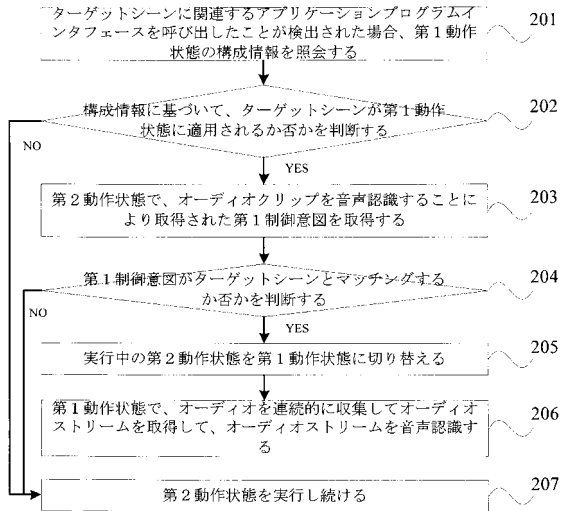 ターゲットシーンに関連するアプリケーションプログラムイ
ンタフェースを呼び出したことが検出された場合、第1動作
状態の構成情報を照会する
201
構成情報に基づいて、ターゲットシーンが第1動作
状態に適用されるか否かを判断する
202
NO
YES
第2動作状態で、オーディオクリップを音声認識することに
より取得された第1制御意図を取得する
203
第1制御意図がターゲットシーンとマッチングする
か否かを判断する
204
NO
YES
実行中の第2動作状態を第1動作状態に切り替える
205
第1動作状態で、オーディオを連続的に収集してオーディオ
ストリームを取得して、オーディオストリームを音声認識す
る
206
第2動作状態を実行し続ける
207